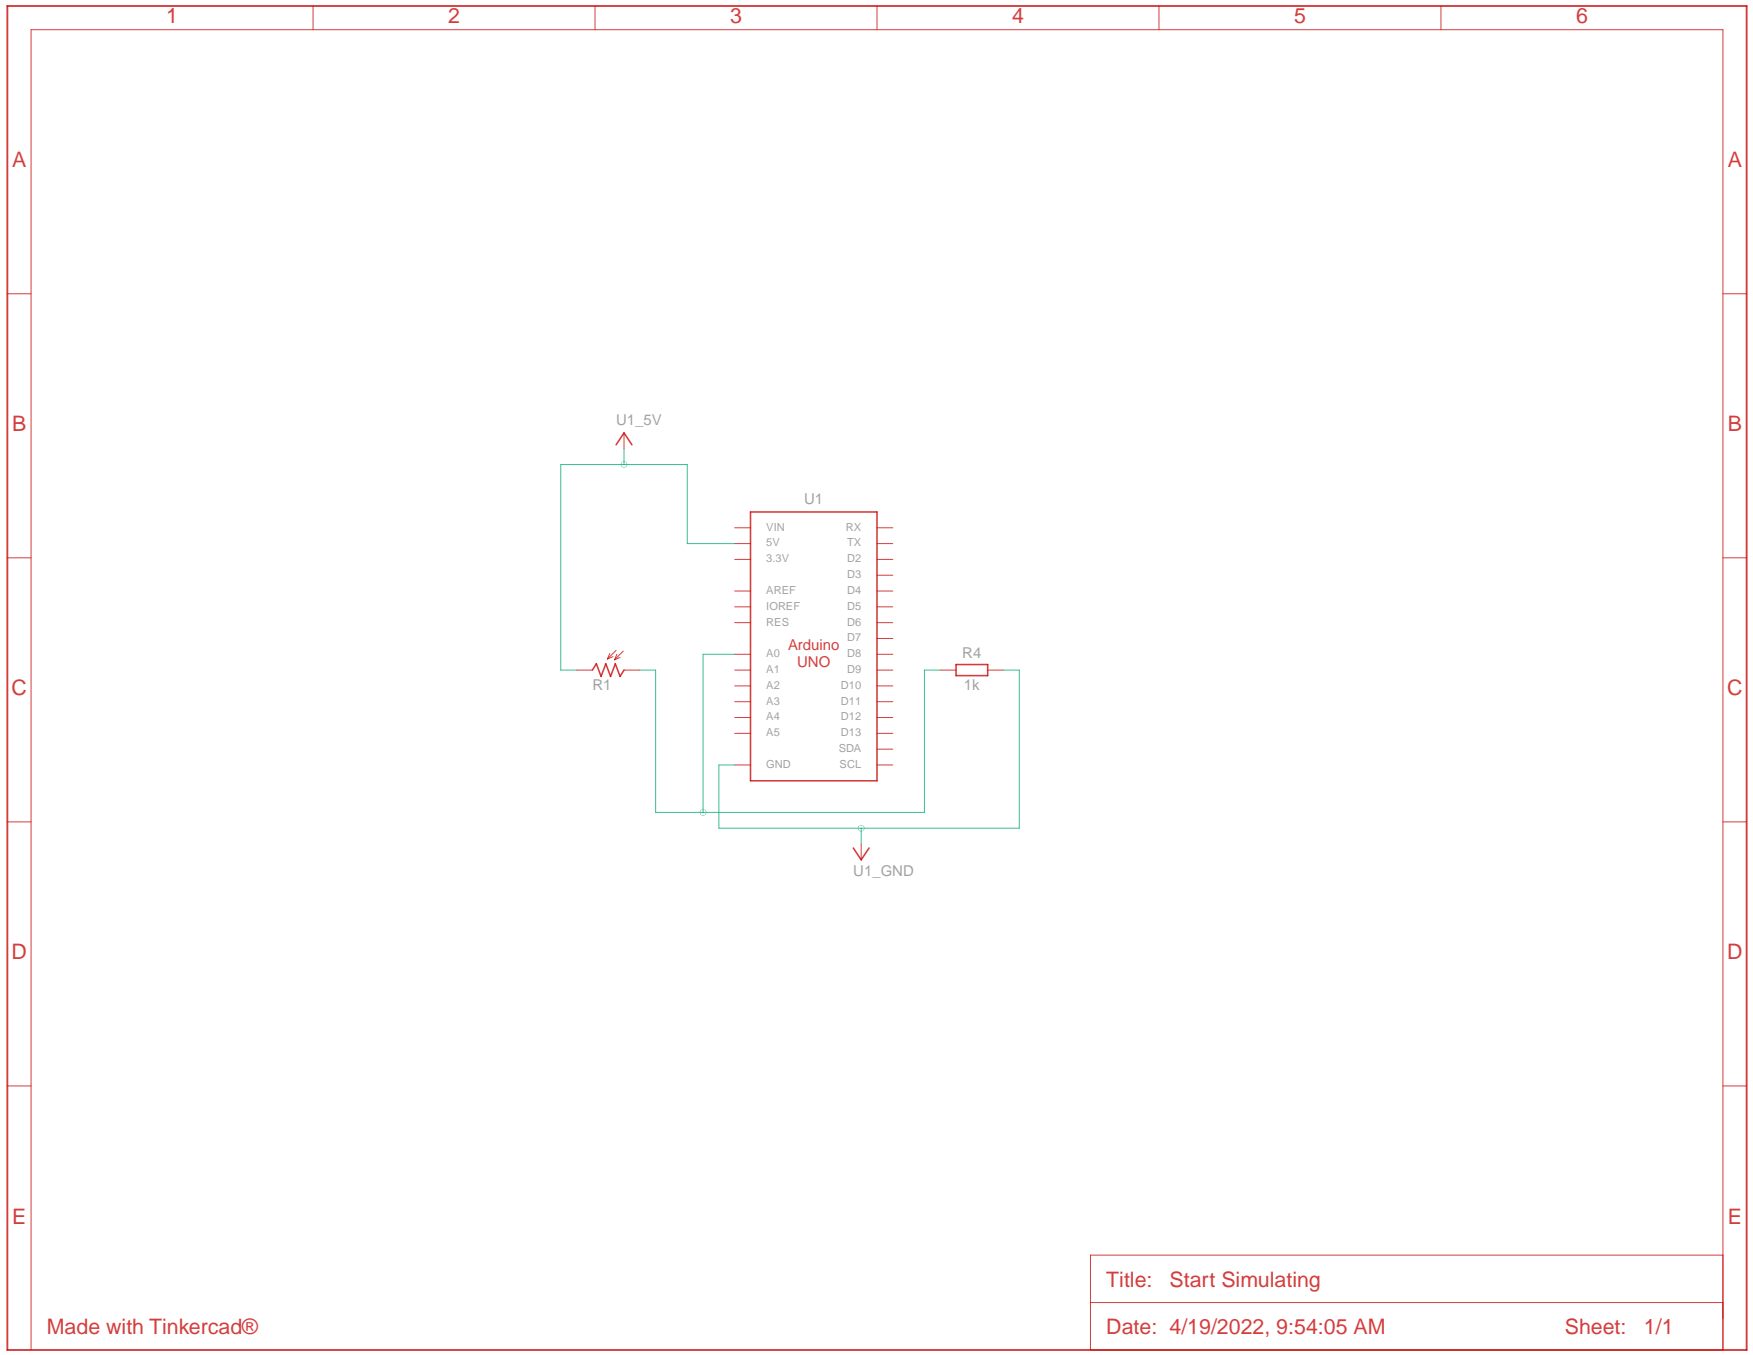 1 2 3 4 5 6
A A
B B
U1_5V
U1
VIN RX
5V TX
3.3V D2
D3
AREF D4
IOREF D5
RES D6
D7
Arduino
UNO
A0 D8
A1 D9
A2 D10
A3 D11
A4 D12
A5 D13
SDA
GND SCL
R1
R4
1k
C C
U1_GND
D D
E E
Title: Start Simulating
Made with Tinkercad®
Date: 4/19/2022, 9:54:05 AM Sheet: 1/1